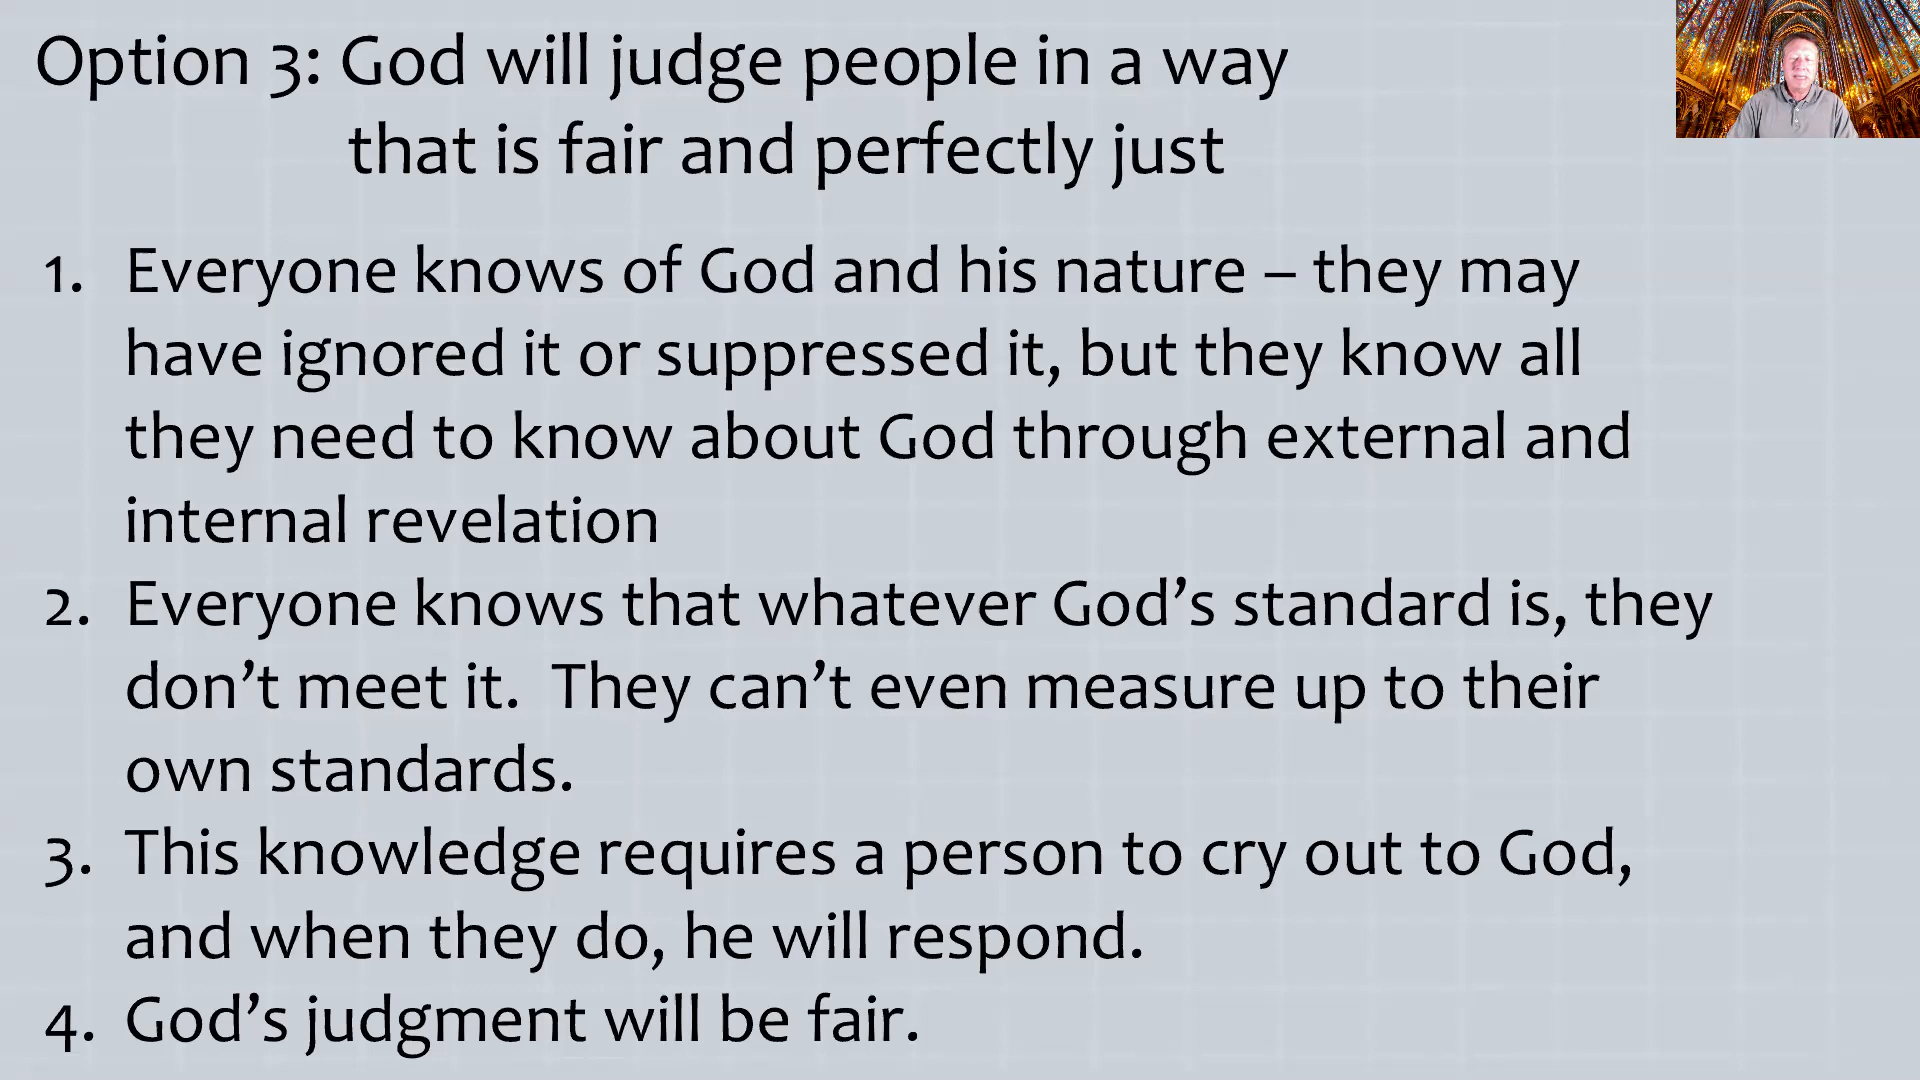 Option 3: God will judge people in a way
that is fair and perfectly just
1. Everyone knows of God and his nature – they may
have ignored it or suppressed it, but they know all
they need to know about God through external and
internal revelation
2. Everyone knows that whatever God’s standard is, they
don’t meet it.  They can’t even measure up to their
own standards.
3. This knowledge requires a person to cry out to God,
and when they do, he will respond.
4. God’s judgment will be fair.